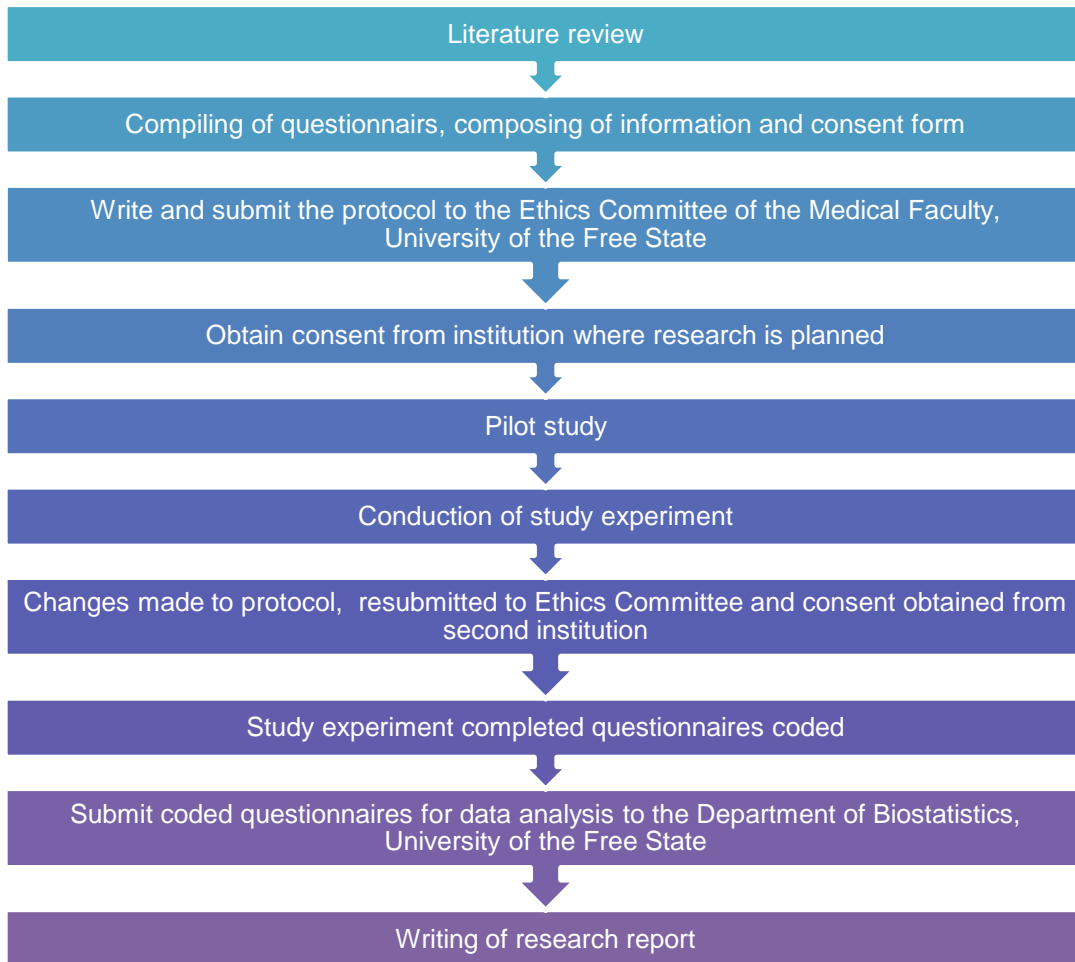 Literature review
Compiling of questionnairs, composing of information and consent form
Write and submit the protocol to the Ethics Committee of the Medical Faculty,
University of the Free State
Obtain consent from institution where research is planned
Pilot study
Conduction of study experiment
Changes made to protocol, resubmitted to Ethics Committee and consent obtained from
second institution
Study experiment completed questionnaires coded
Submit coded questionnaires for data analysis to the Department of Biostatistics,
University of the Free State
Writing of research report